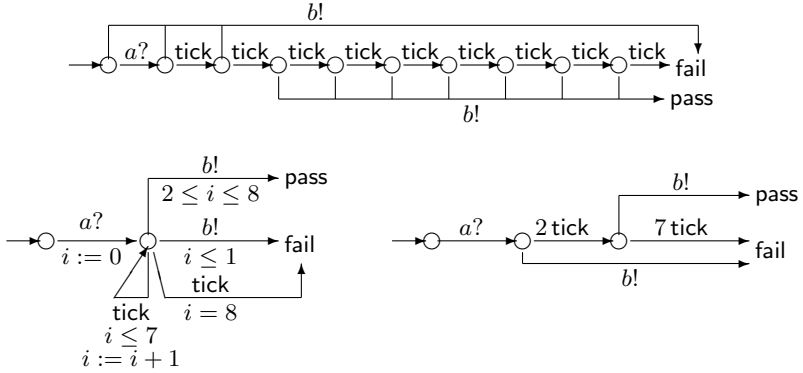 b!
a? tick tick tick tick tick tick tick tick
fail
pass
b!
b!
pass
2 ≤ i ≤ 8
a?
b!
i := 0
i ≤ 1
fail
tick
i = 8
tick
i ≤ 7
i := i + 1
b!
pass
a?
2 tick
7 tick
fail
b!